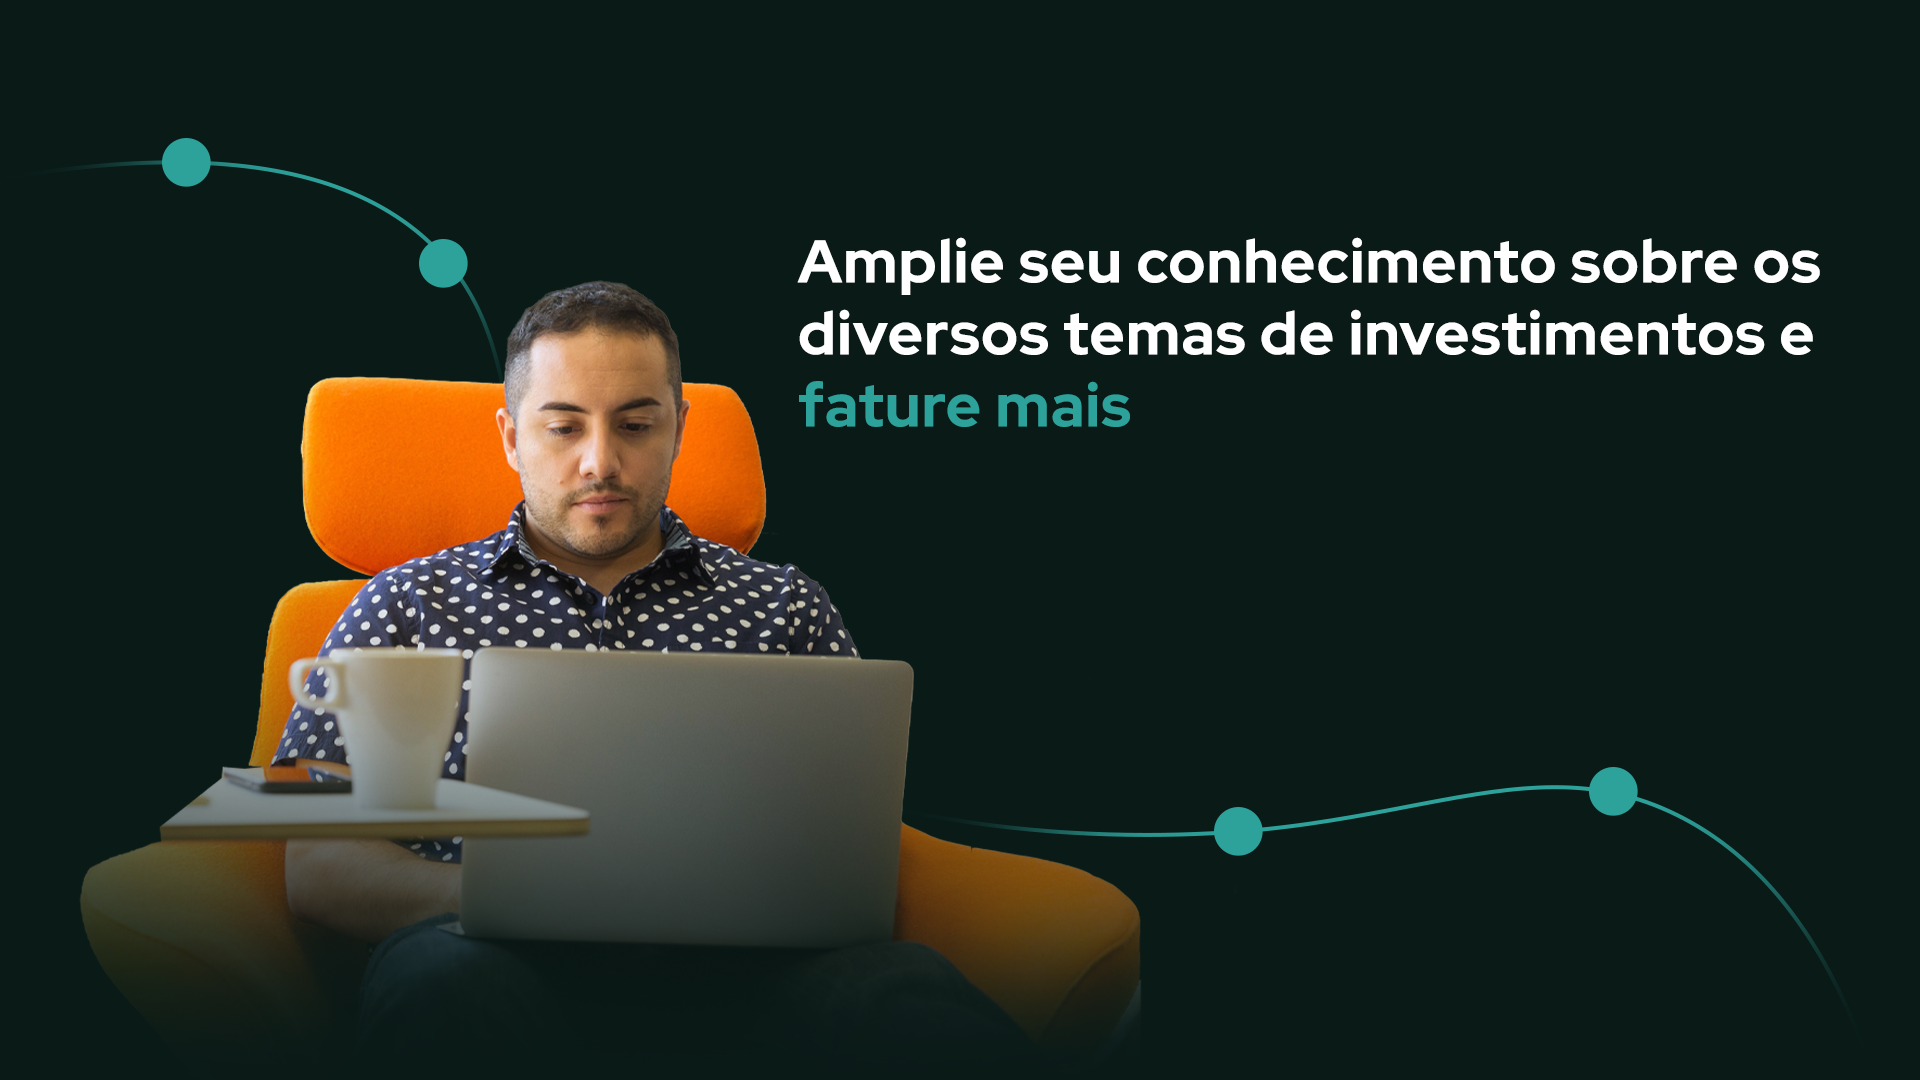 Amplie seu conhecimento sobre os
diversos temas de investimentos e
fature mais